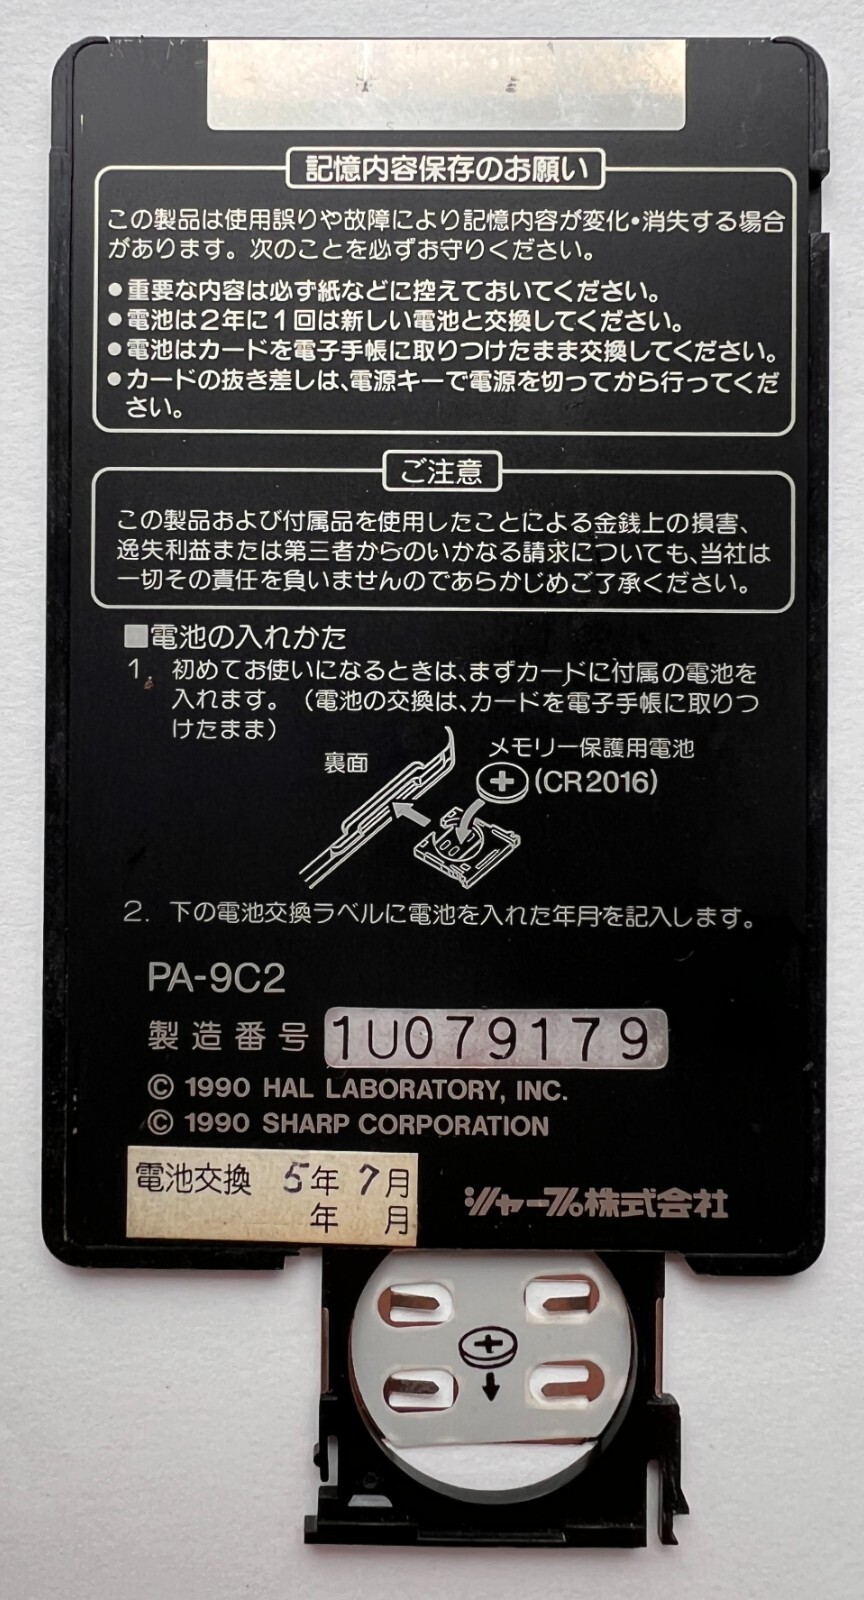 記憶内容保存のお願い
この製品は使用誤りや故障により記憶内容が変化・消失する場合
があります。次のことを必ずお守りください。
●重要な内容は必ず紙などに控えておいてください。
●電池は2年に1回は新しい電池と交換してください。
●電池はカードを電子手帳に取りつけたまま交換してください。
●カードの抜き差しは、電源キーで電源を切ってから行ってくだ
さい。
ご注意
この製品および付属品を使用したことによる金銭上の損害、
逸失利益または第三者からのいかなる請求についても、当社は
一切その責任を負いませんのであらかじめご了承ください。
■電池の入れかた
1. 初めてお使いになるときは、まずカードに付属の電池を
入れます。（電池の交換は、カードを電子手帳に取りつ
けたまま）
裏面
メモリー保護用電池
(CR2016)
2. 下の電池交換ラベルに電池を入れた年月を記入します。
PA-9C2
製造番号 1U079179
© 1990 HAL LABORATORY, INC.
© 1990 SHARP CORPORATION
電池交換 5年7月
年 月
シャープ株式会社